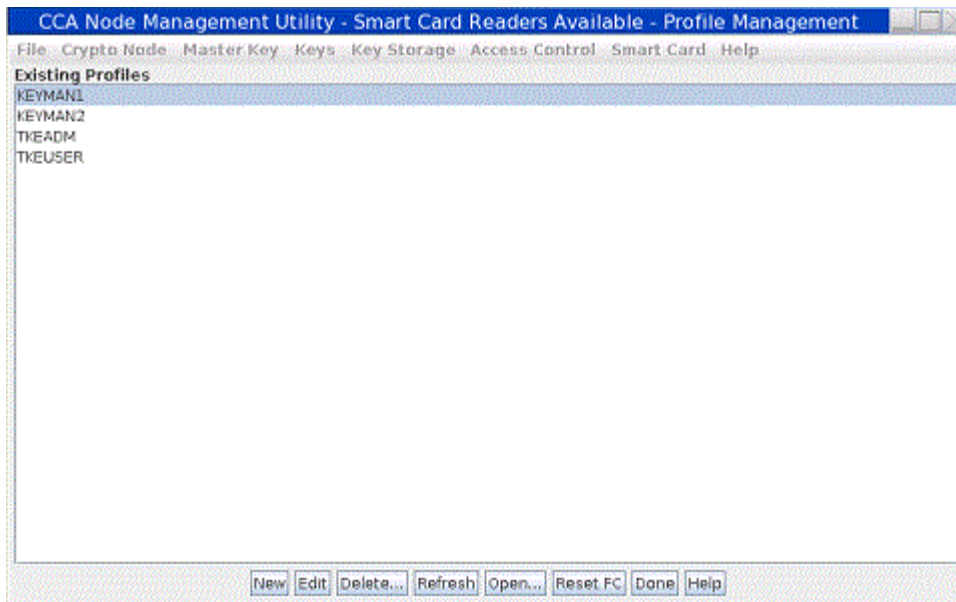 CCA Node Management Utility - Smart Card Readers Available - Profile Management
File Crypto Node Master Key Keys Key Storage Access Control Smart Card Help
Existing Profiles
KEYMAN1
KEYMAN2
TKEADM
TKEUSER
New Edit Delete... Refresh Open... Reset FC Done Help